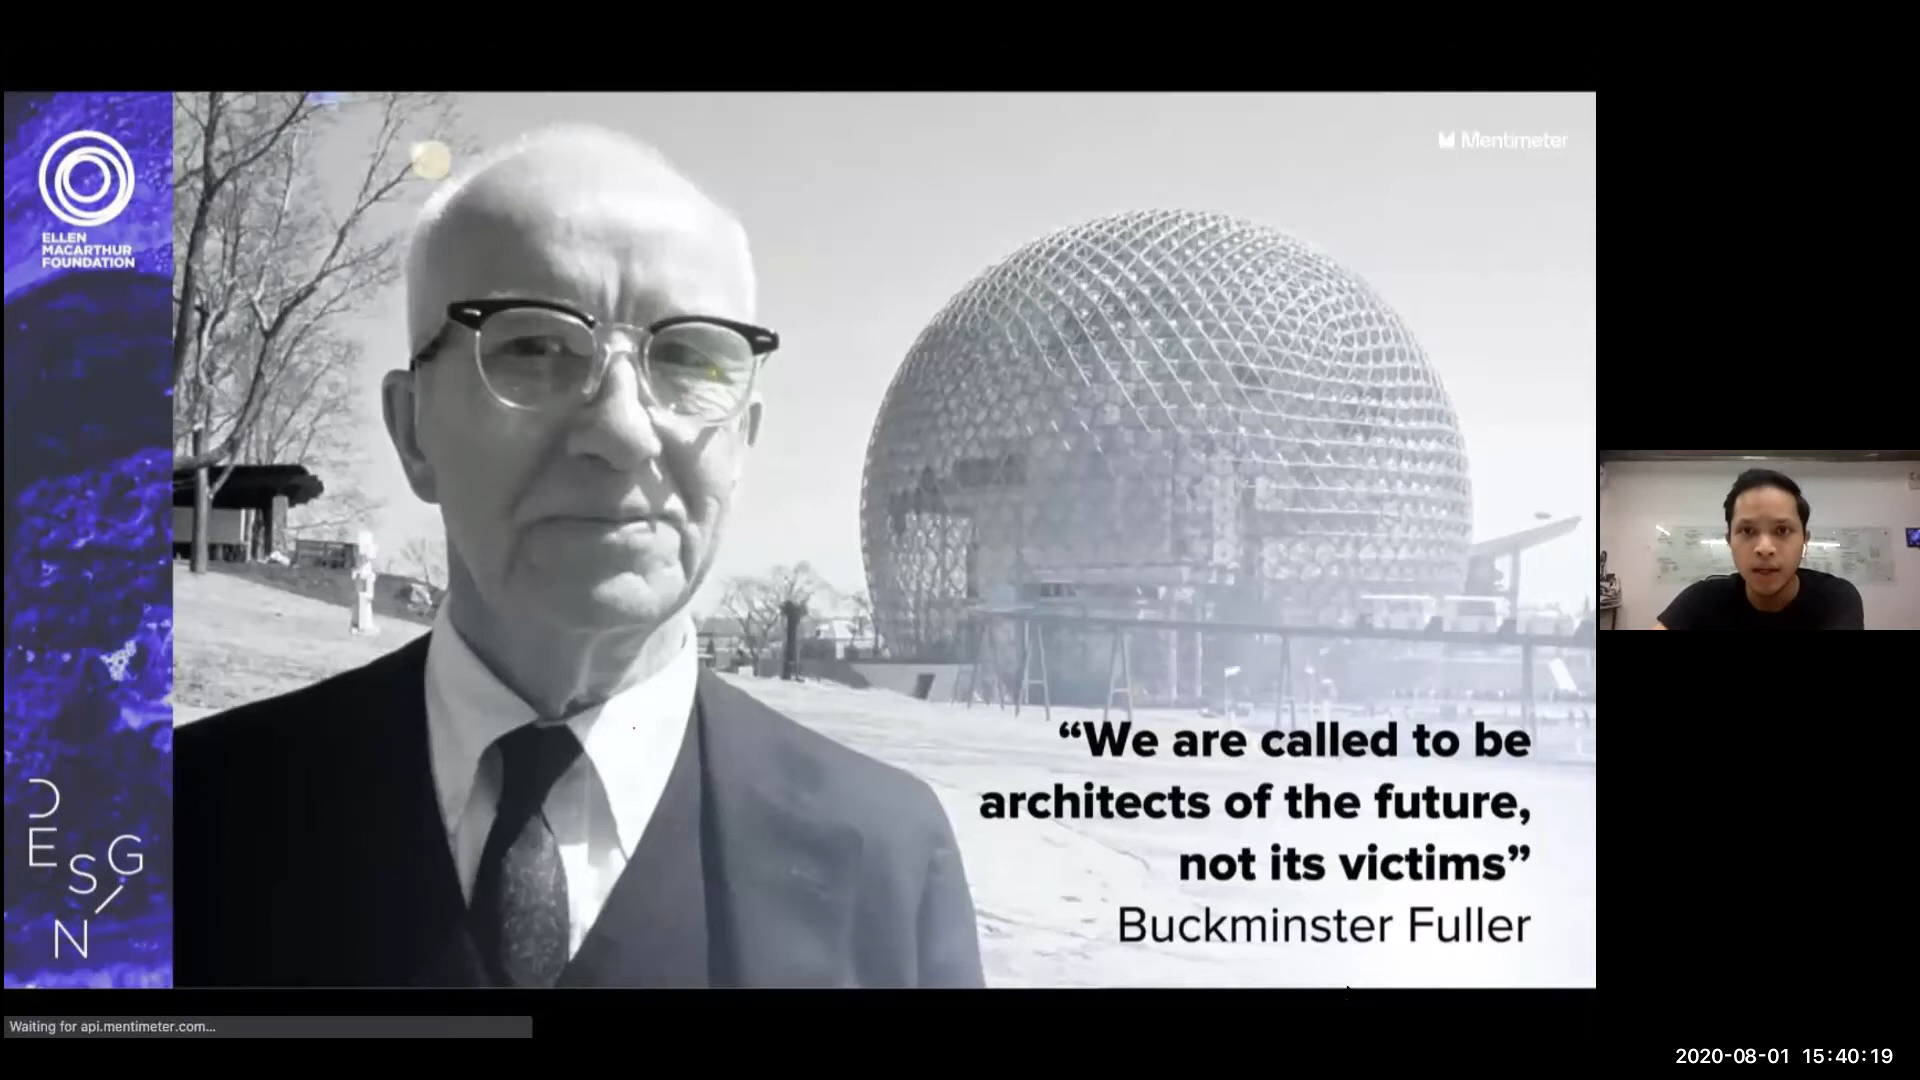 ELLEN
MACARTHUR
FOUNDATION
DESIGN
Mentimeter
“We are called to be
architects of the future,
not its victims”
Buckminster Fuller
Waiting for api.mentimeter.com...
2020-08-01 15:40:19